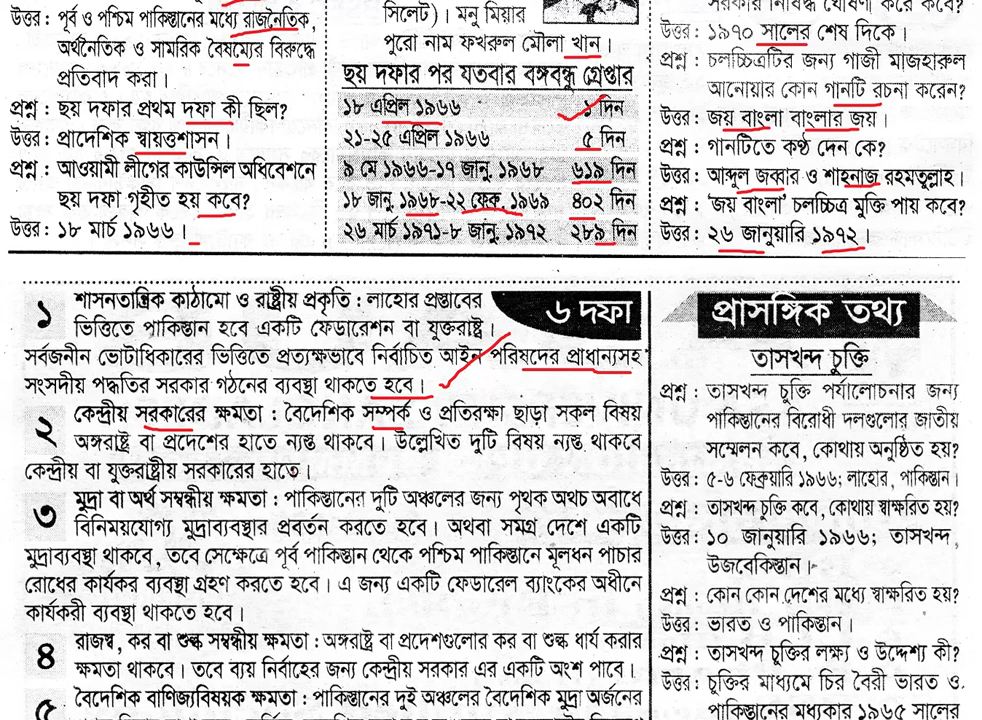 উত্তর : পূর্ব ও পশ্চিম পাকিস্তানের মধ্যে রাজনৈতিক,
অর্থনৈতিক ও সামরিক বৈষম্যের বিরুদ্ধে
প্রতিবাদ করা।
প্রশ্ন : ছয় দফার প্রথম দফা কী ছিল?
উত্তর : প্রাদেশিক স্বায়ত্তশাসন।
প্রশ্ন : আওয়ামী লীগের কাউন্সিল অধিবেশনে
ছয় দফা গৃহীত হয় কবে?
উত্তর : ১৮ মার্চ ১৯৬৬।
সিলেট)। মনু মিয়ার
পুরো নাম ফখরুল মৌলা খান।
ছয় দফার পর যতবার বঙ্গবন্ধু গ্রেপ্তার
১৮ এপ্রিল ১৯৬৬ ১ দিন
২১-২৫ এপ্রিল ১৯৬৬ ৫ দিন
৯ মে ১৯৬৬-১৭ জানু. ১৯৬৮ ৬১৯ দিন
১৮ জানু. ১৯৬৮-২২ ফেব্রু. ১৯৬৯ ৪০২ দিন
২৬ মার্চ ১৯৭১-৮ জানু. ১৯৭২ ২৮৯ দিন
সরকার নিষিদ্ধ ঘোষণা করে কবে?
উত্তর : ১৯৭০ সালের শেষ দিকে।
প্রশ্ন : চলচ্চিত্রটির জন্য গাজী মাজহারুল
আনোয়ার কোন গানটি রচনা করেন?
উত্তর : জয় বাংলা বাংলার জয়।
প্রশ্ন : গানটিতে কণ্ঠ দেন কে?
উত্তর : আব্দুল জব্বার ও শাহনাজ রহমতুল্লাহ।
প্রশ্ন : ‘জয় বাংলা’ চলচ্চিত্র মুক্তি পায় কবে?
উত্তর : ২৬ জানুয়ারি ১৯৭২।
৬ দফা
১ শাসনতান্ত্রিক কাঠামো ও রাষ্ট্রীয় প্রকৃতি : লাহোর প্রস্তাবের
ভিত্তিতে পাকিস্তান হবে একটি ফেডারেশন বা যুক্তরাষ্ট্র।
সর্বজনীন ভোটাধিকারের ভিত্তিতে প্রত্যক্ষভাবে নির্বাচিত আইন পরিষদের প্রাধান্যসহ
সংসদীয় পদ্ধতির সরকার গঠনের ব্যবস্থা থাকতে হবে।
২ কেন্দ্রীয় সরকারের ক্ষমতা : বৈদেশিক সম্পর্ক ও প্রতিরক্ষা ছাড়া সকল বিষয়
অঙ্গরাষ্ট্র বা প্রদেশের হাতে ন্যস্ত থাকবে। উল্লেখিত দুটি বিষয় ন্যস্ত থাকবে
কেন্দ্রীয় বা যুক্তরাষ্ট্রীয় সরকারের হাতে।
৩ মুদ্রা বা অর্থ সম্বন্ধীয় ক্ষমতা : পাকিস্তানের দুটি অঞ্চলের জন্য পৃথক অথচ অবাধে
বিনিময়যোগ্য মুদ্রাব্যবস্থার প্রবর্তন করতে হবে। অথবা সমগ্র দেশে একটি
মুদ্রাব্যবস্থা থাকবে, তবে সেক্ষেত্রে পূর্ব পাকিস্তান থেকে পশ্চিম পাকিস্তানে মূলধন পাচার
রোধের কার্যকর ব্যবস্থা গ্রহণ করতে হবে। এ জন্য একটি ফেডারেল ব্যাংকের অধীনে
কার্যকরী ব্যবস্থা থাকতে হবে।
৪ রাজস্ব, কর বা শুল্ক সম্বন্ধীয় ক্ষমতা : অঙ্গরাষ্ট্র বা প্রদেশগুলোর কর বা শুল্ক ধার্য করার
ক্ষমতা থাকবে। তবে ব্যয় নির্বাহের জন্য কেন্দ্রীয় সরকার এর একটি অংশ পাবে।
৫ বৈদেশিক বাণিজ্যবিষয়ক ক্ষমতা : পাকিস্তানের দুই অঞ্চলের বৈদেশিক মুদ্রা অর্জনের
প্রাসঙ্গিক তথ্য
তাসখন্দ চুক্তি
প্রশ্ন : তাসখন্দ চুক্তি পর্যালোচনার জন্য
পাকিস্তানের বিরোধী দলগুলোর জাতীয়
সম্মেলন কবে, কোথায় অনুষ্ঠিত হয়?
উত্তর : ৫-৬ ফেব্রুয়ারি ১৯৬৬; লাহোর, পাকিস্তান।
প্রশ্ন : তাসখন্দ চুক্তি কবে, কোথায় স্বাক্ষরিত হয়?
উত্তর : ১০ জানুয়ারি ১৯৬৬; তাসখন্দ,
উজবেকিস্তান।
প্রশ্ন : কোন কোন দেশের মধ্যে স্বাক্ষরিত হয়?
উত্তর : ভারত ও পাকিস্তান।
প্রশ্ন : তাসখন্দ চুক্তির লক্ষ্য ও উদ্দেশ্য কী?
উত্তর : চুক্তির মাধ্যমে চির বৈরী ভারত ও
পাকিস্তানের মধ্যকার ১৯৬৫ সালের